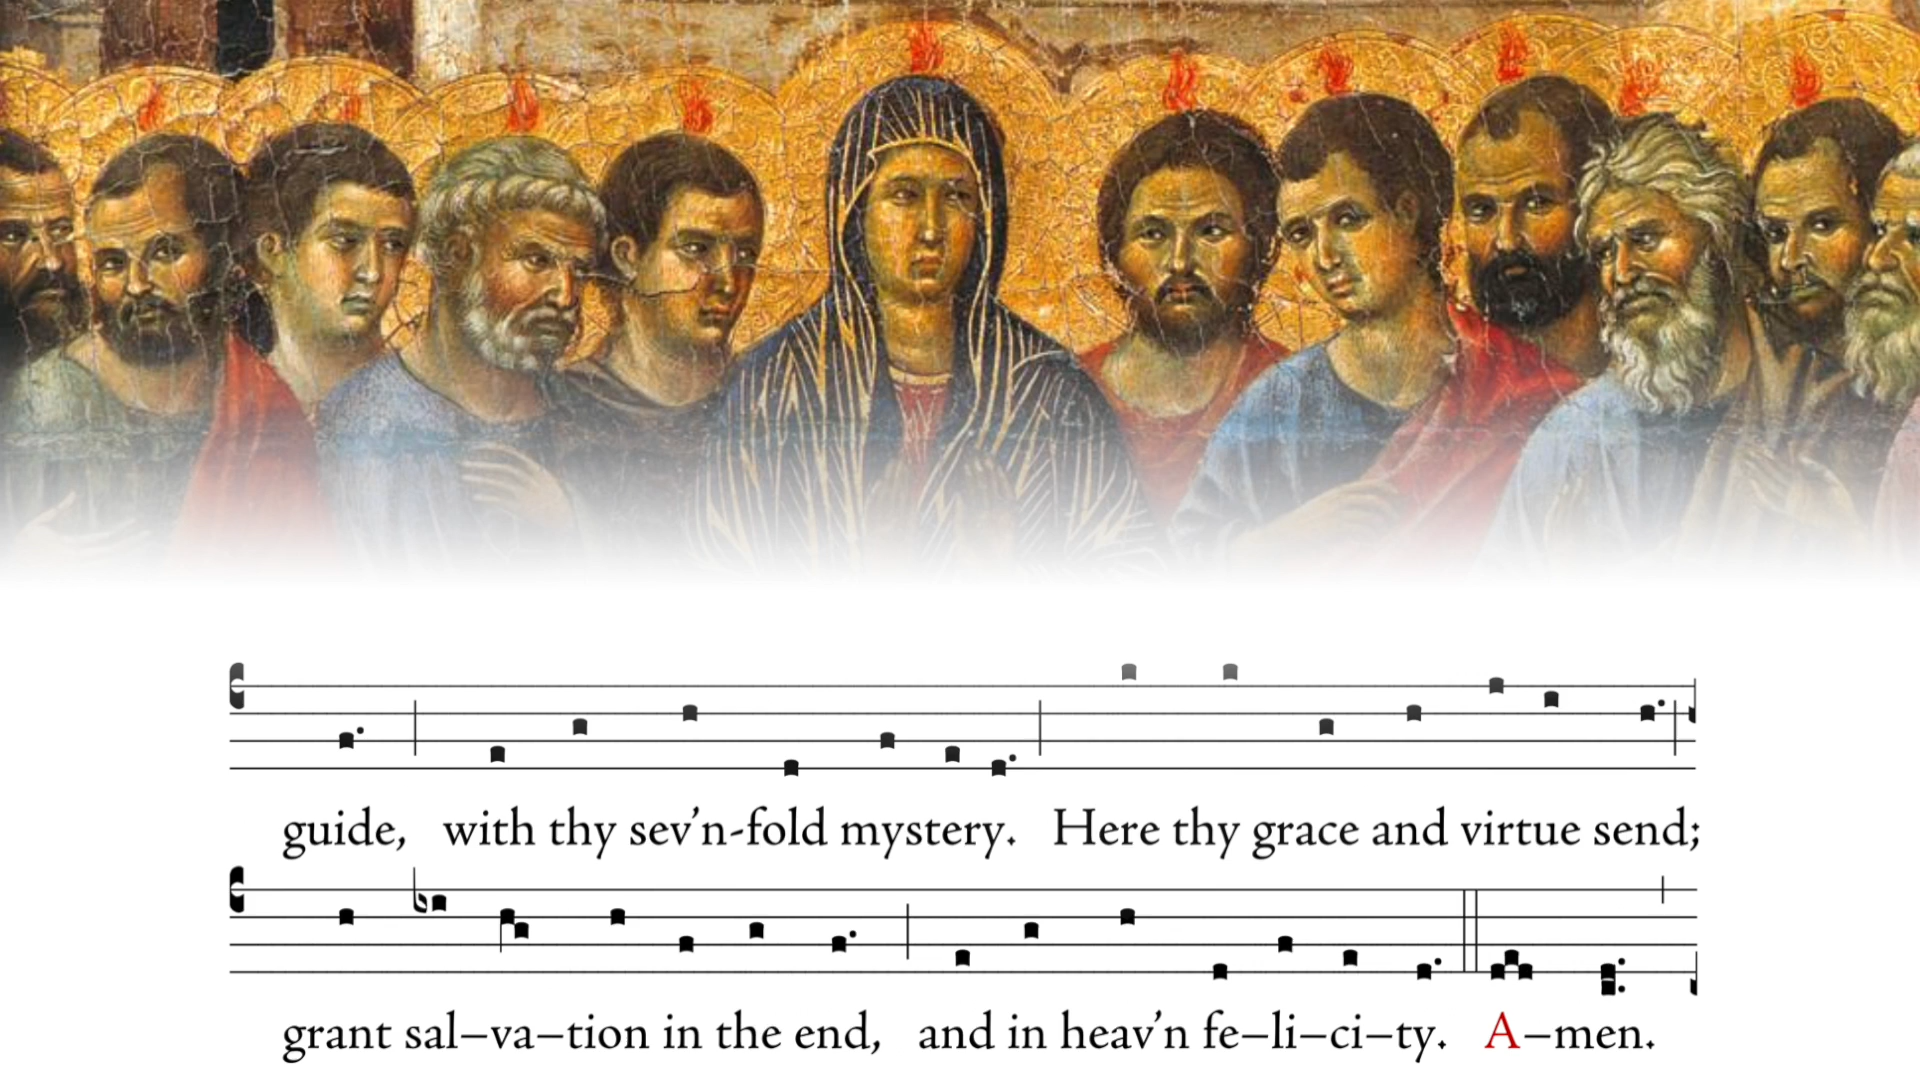 guide, with thy sev’n-fold mystery. Here thy grace and virtue send;
grant sal–va–tion in the end, and in heav’n fe–li–ci–ty. A–men.